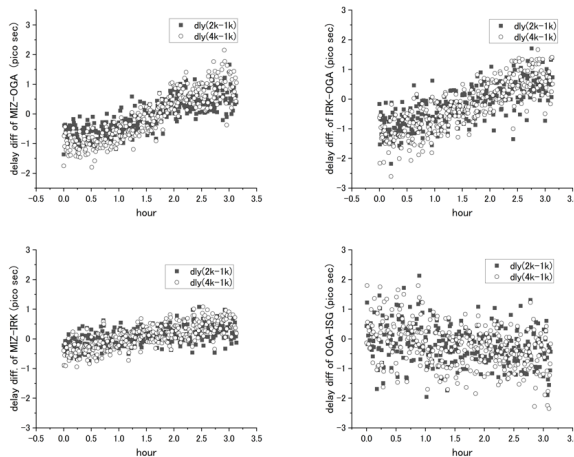 dly(2k−1k)
dly(4k−1k)
delay diff. of MIZ-OGA (pico sec)
3
2
1
0
−1
−2
−0.5 0.0 0.5 1.0 1.5 2.0 2.5 3.0 3.5
hour
dly(2k−1k)
dly(4k−1k)
delay diff. of IRK-OGA (pico sec)
3
2
1
0
−1
−2
−3
−0.5 0.0 0.5 1.0 1.5 2.0 2.5 3.0 3.
hour
dly(2k−1k)
dly(4k−1k)
delay diff. of MIZ-IRK (pico sec)
3
2
1
0
−1
−2
−3
−0.5 0.0 0.5 1.0 1.5 2.0 2.5 3.0 3.5
hour
dly(2k−1k)
dly(4k−1k)
delay diff of OGA-ISG (pico sec)
3
2
1
0
−1
−2
−3
−0.5 0.0 0.5 1.0 1.5 2.0 2.5 3.0 3.
hour